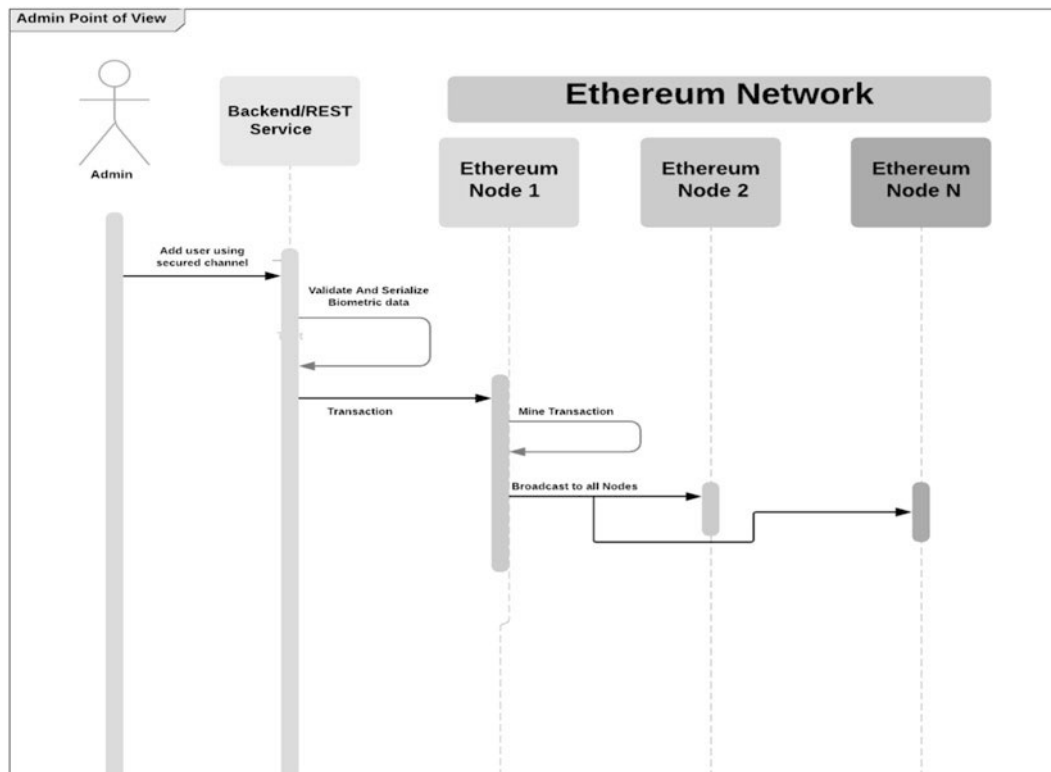 Admin Point of View
Ethereum Network
Backend/REST
Service
Ethereum
Node 1
Ethereum
Node 2
Ethereum
Node N
Admin
Add user using
secured channel
Validate And Serialize
Biometric data
Transaction
Mine Transaction
Broadcast to all Nodes